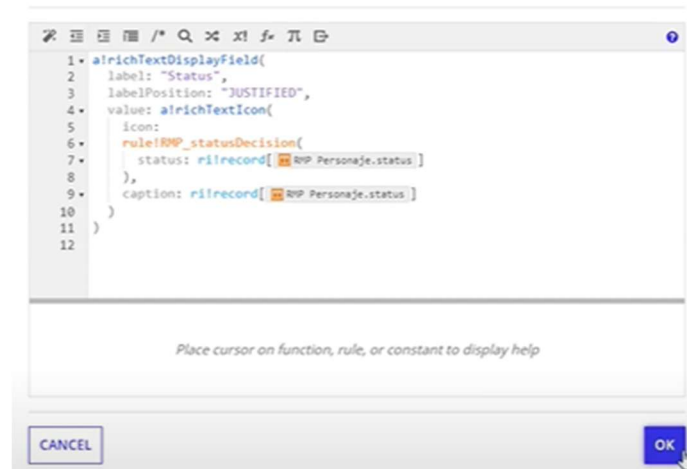 1 a!richTextDisplayField(
2 label: "Status",
3 labelPosition: "JUSTIFIED",
4 value: a!richTextIcon(
5 icon:
6 rule!RMP_statusDecision(
7 status: ri!record[ RMP Personaje.status ]
8 ),
9 caption: ri!record[ RMP Personaje.status ]
10 )
11 )
12
Place cursor on function, rule, or constant to display help
CANCEL OK